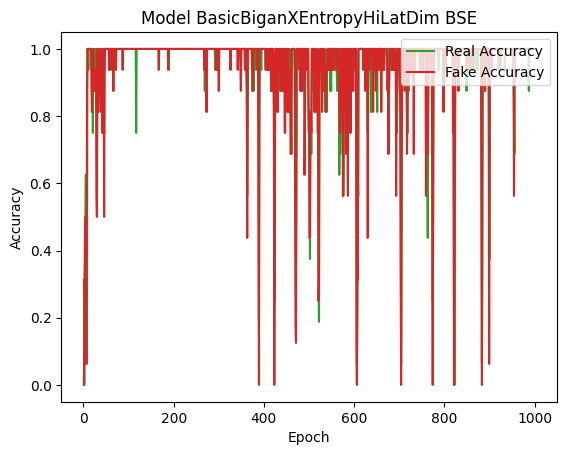 Model BasicBiganXEntropyHiLatDim BSE
Real Accuracy
Fake Accuracy
Accuracy
1.0
0.8
0.6
0.4
0.2
0.0
0 200 400 600 800 1000
Epoch